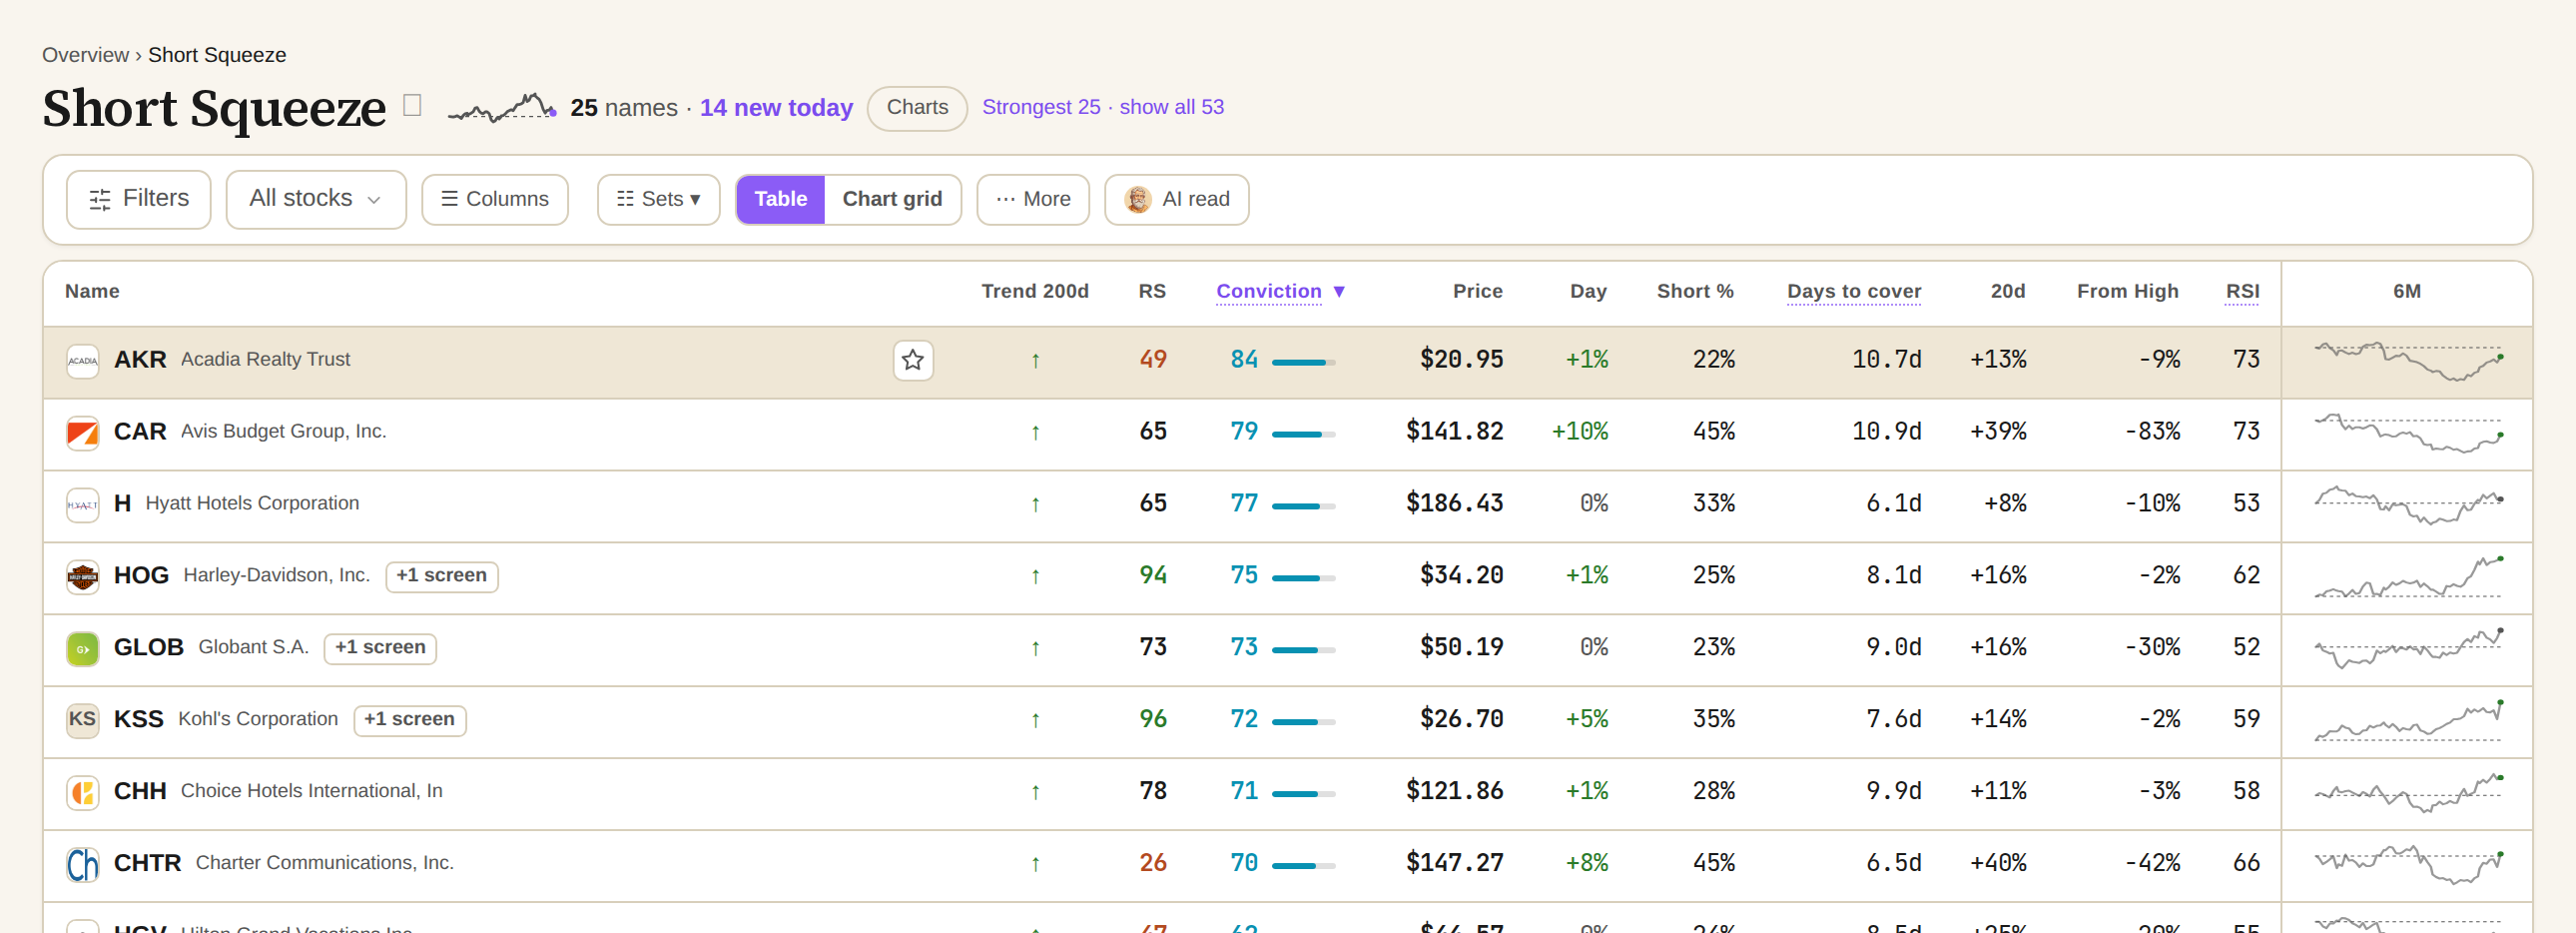 Overview › Short Squeeze
Short Squeeze 25 names · 14 new today Charts Strongest 25 · show all 53
Filters All stocks Columns Sets ▾ Table Chart grid ⋯ More AI read
Name Trend 200d RS Conviction ▼ Price Day Short % Days to cover 20d From High RSI 6M
ACADIA AKR Acadia Realty Trust ↑ 49 84 $20.95 +1% 22% 10.7d +13% -9% 73
CAR Avis Budget Group, Inc. ↑ 65 79 $141.82 +10% 45% 10.9d +39% -83% 73
HYATT H Hyatt Hotels Corporation ↑ 65 77 $186.43 0% 33% 6.1d +8% -10% 53
HOG Harley-Davidson, Inc. +1 screen ↑ 94 75 $34.20 +1% 25% 8.1d +16% -2% 62
GLOB Globant S.A. +1 screen ↑ 73 73 $50.19 0% 23% 9.0d +16% -30% 52
KS KSS Kohl's Corporation +1 screen ↑ 96 72 $26.70 +5% 35% 7.6d +14% -2% 59
CHH Choice Hotels International, In ↑ 78 71 $121.86 +1% 28% 9.9d +11% -3% 58
Ch CHTR Charter Communications, Inc. ↑ 26 70 $147.27 +8% 45% 6.5d +40% -42% 66
HGV Hilton Grand Vacations Inc.